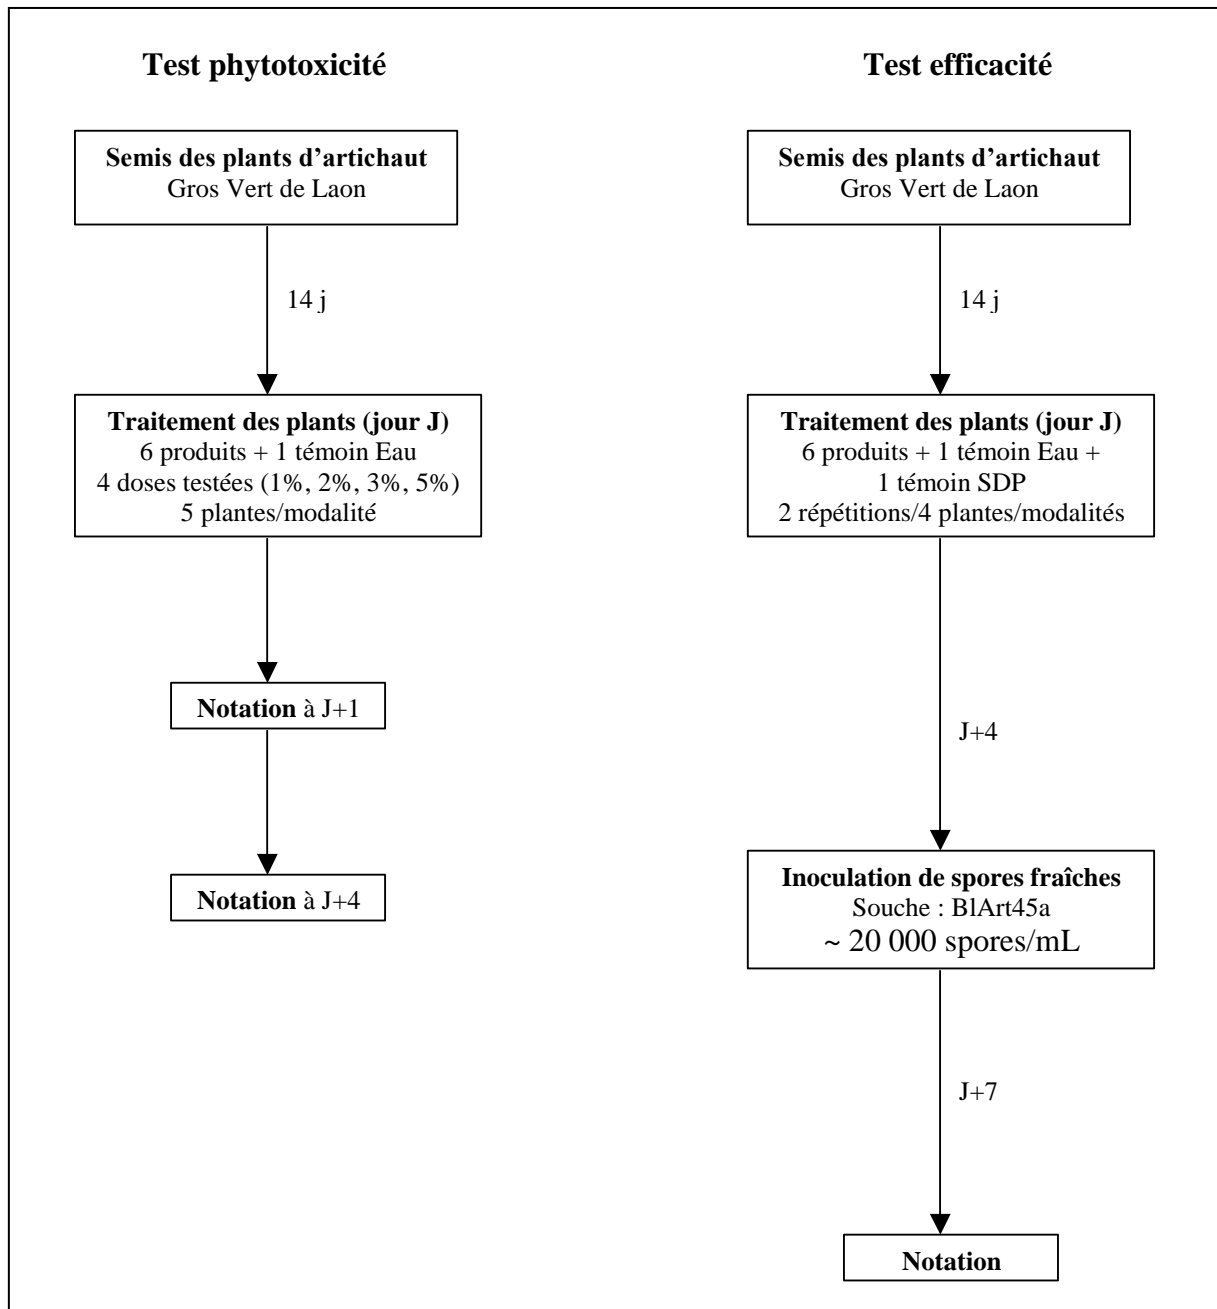 Test phytotoxicité
Semis des plants d'artichaut
Gros Vert de Laon
14 j
Traitement des plants (jour J)
6 produits + 1 témoin Eau
4 doses testées (1%, 2%, 3%, 5%)
5 plantes/modalité
Notation à J+1
Notation à J+4
Test efficacité
Semis des plants d'artichaut
Gros Vert de Laon
14 j
Traitement des plants (jour J)
6 produits + 1 témoin Eau +
1 témoin SDP
2 répétitions/4 plantes/modalités
J+4
Inoculation de spores fraîches
Souche : BlArt45a
~ 20 000 spores/mL
J+7
Notation